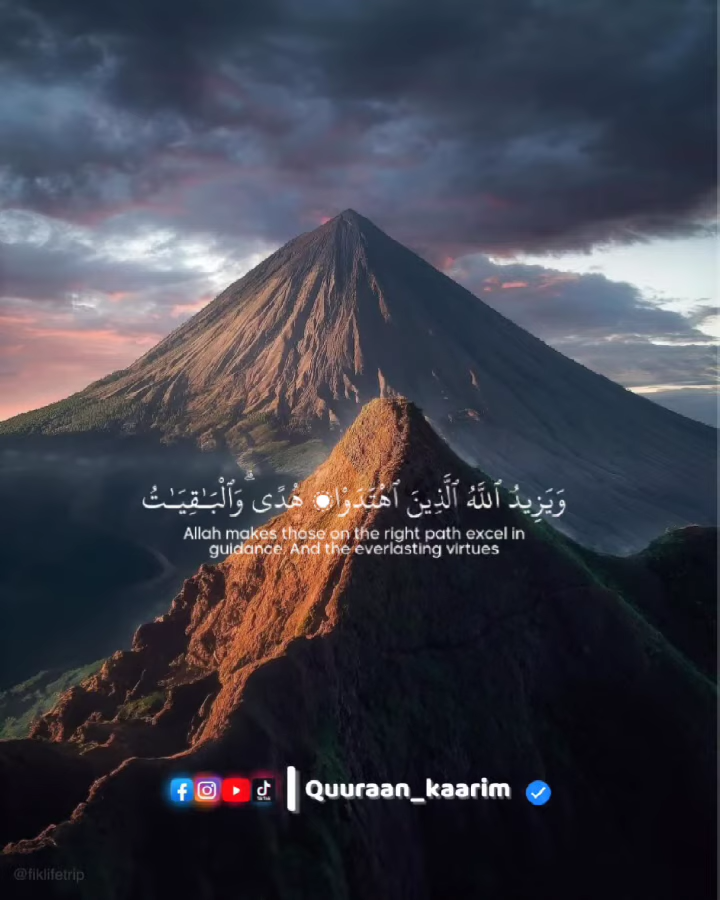 وَيَزِيدُ ٱللَّهُ ٱلَّذِينَ ٱهْتَدَوْا۟ هُدًى ۗ وَٱلْبَـٰقِيَـٰتُ
Allah makes those on the right path excel in
guidance. And the everlasting virtues
Quuraan_kaarim
@fiklifetrip